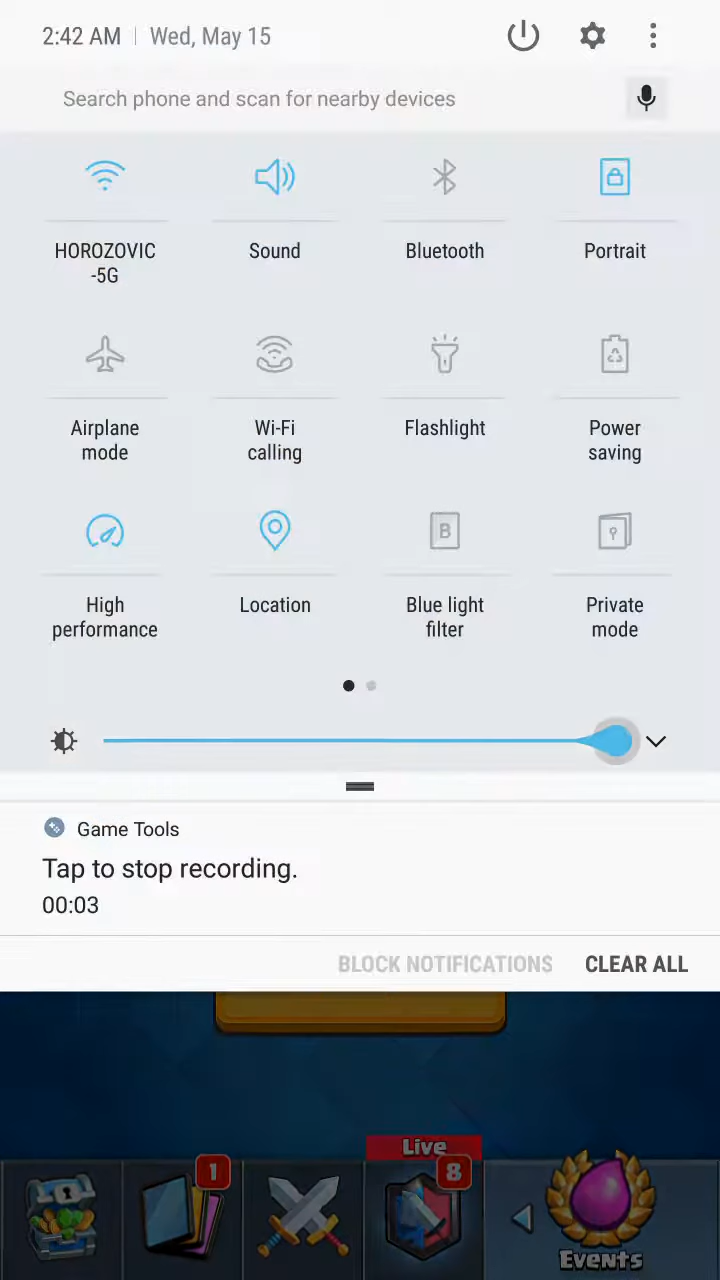 2:42 AM | Wed, May 15
Search phone and scan for nearby devices
HOROZOVIC
-5G
Sound
Bluetooth
Portrait
Airplane
mode
Wi-Fi
calling
Flashlight
Power
saving
High
performance
Location
B
Blue light
filter
Private
mode
Game Tools
Tap to stop recording.
00:03
BLOCK NOTIFICATIONS
CLEAR ALL
Live
1
8
Events